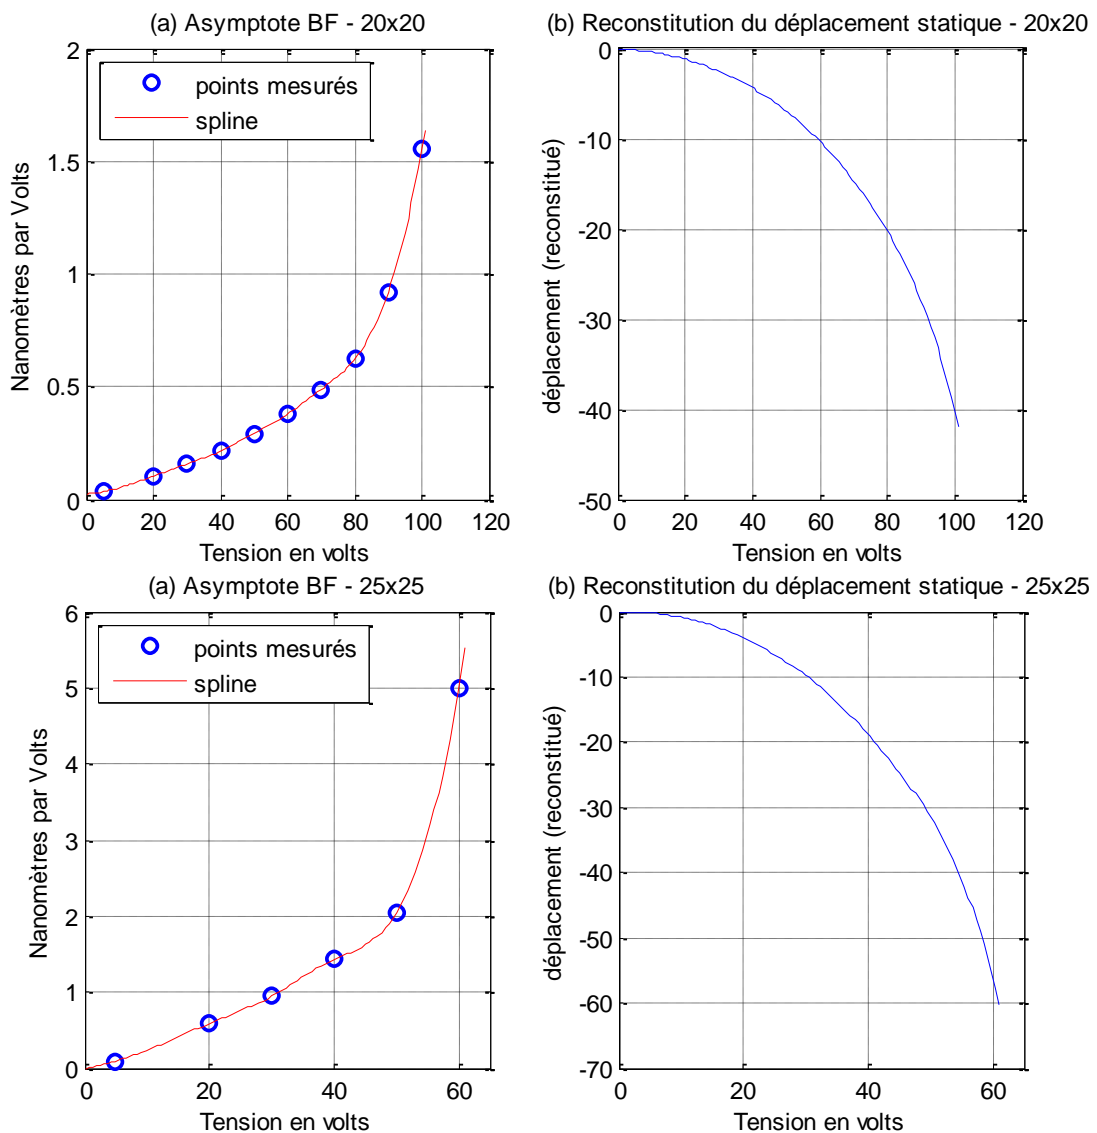 (a) Asymptote BF - 20x20
2
1.5
1
0.5
0
points mesurés
spline
Nanomètres par Volts
0 20 40 60 80 100 120
Tension en volts
(b) Reconstitution du déplacement statique - 20x20
0
-10
-20
-30
-40
-50
déplacement (reconstitué)
0 20 40 60 80 100 120
Tension en volts
(a) Asymptote BF - 25x25
6
5
4
3
2
1
0
points mesurés
spline
Nanomètres par Volts
0 20 40 60
Tension en volts
(b) Reconstitution du déplacement statique - 25x25
0
-10
-20
-30
-40
-50
-60
-70
déplacement (reconstitué)
0 20 40 60
Tension en volts